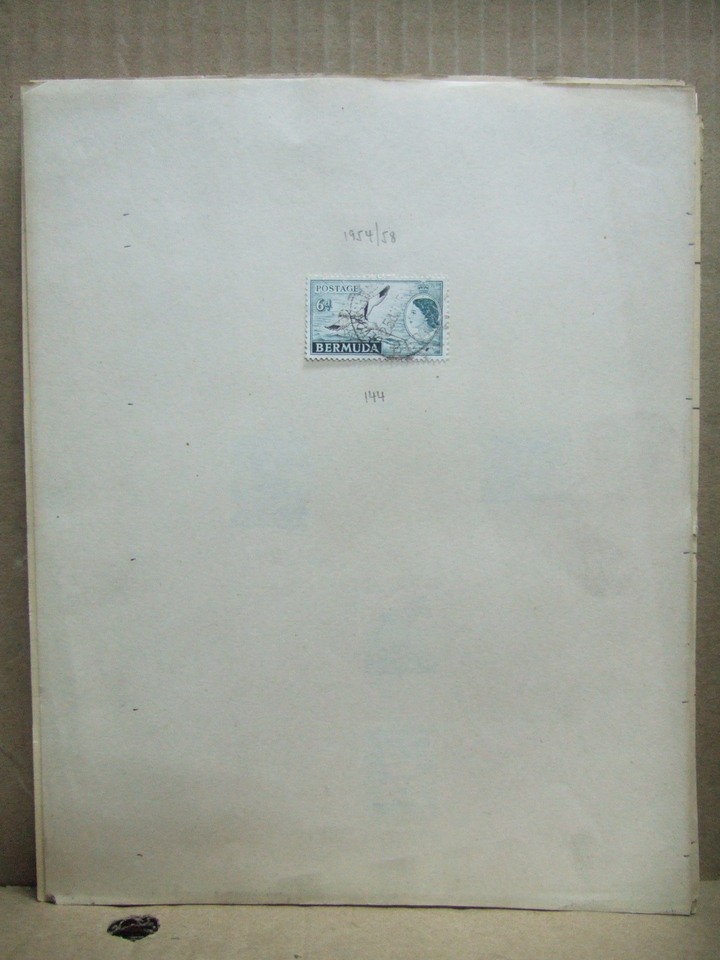 1954/58
POSTAGE
6d
BERMUDA
144